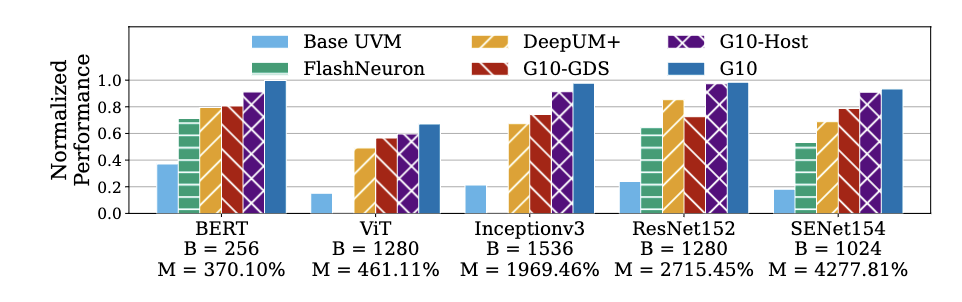 Base UVM
FlashNeuron
DeepUM+
G10-GDS
G10-Host
G10
Normalized
Performance
1.0
0.8
0.6
0.4
0.2
0.0
BERT
B = 256
M = 370.10%
ViT
B = 1280
M = 461.11%
Inceptionv3
B = 1536
M = 1969.46%
ResNet152
B = 1280
M = 2715.45%
SENet154
B = 1024
M = 4277.81%